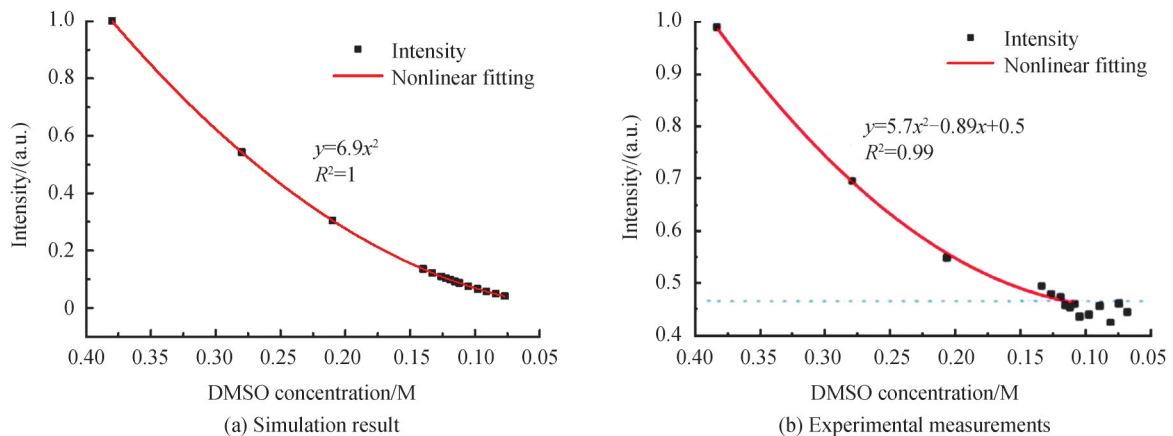 1.0
0.8
0.6
0.4
0.2
0
Intensity/(a.u.)
Intensity
Nonlinear fitting
y=6.9x²
R²=1
0.40 0.35 0.30 0.25 0.20 0.15 0.10 0.05
DMSO concentration/M
(a) Simulation result
1.0
0.9
0.8
0.7
0.6
0.5
0.4
Intensity/(a.u.)
Intensity
Nonlinear fitting
y=5.7x²−0.89x+0.5
R²=0.99
0.40 0.35 0.30 0.25 0.20 0.15 0.10 0.05
DMSO concentration/M
(b) Experimental measurements